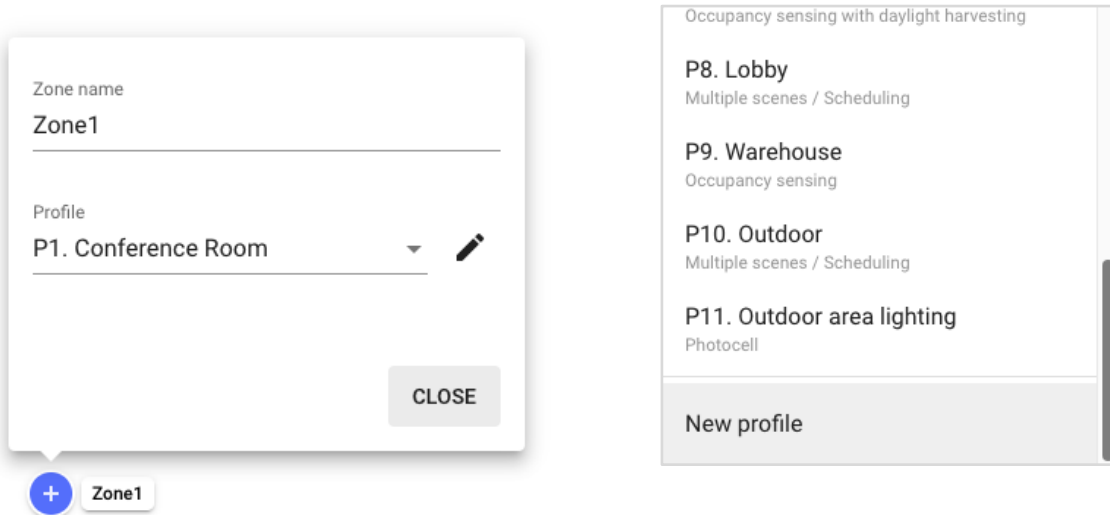 Zone name
Zone1
Profile
P1. Conference Room
CLOSE
Zone1
Occupancy sensing with daylight harvesting
P8. Lobby
Multiple scenes / Scheduling
P9. Warehouse
Occupancy sensing
P10. Outdoor
Multiple scenes / Scheduling
P11. Outdoor area lighting
Photocell
New profile